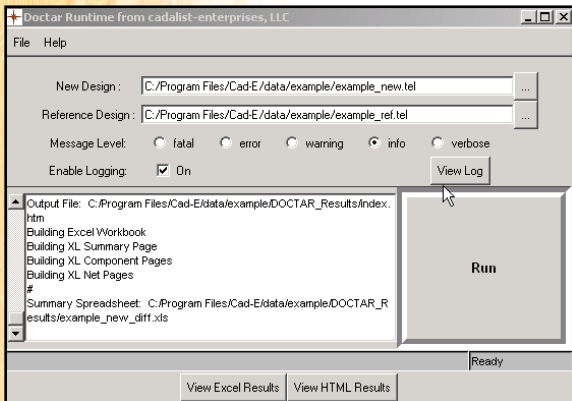 Doctar Runtime from cadalist-enterprises, LLC
File Help
New Design : C:/Program Files/Cad-E/data/example/example_new.tel ...
Reference Design : C:/Program Files/Cad-E/data/example/example_ref.tel ...
Message Level: fatal error warning info verbose
Enable Logging: On View Log
Output File: C:/Program Files/Cad-E/data/example/DOCTAR_Results/index.
htm
Building Excel Workbook
Building XL Summary Page
Building XL Component Pages
Building XL Net Pages
#
Summary Spreadsheet: C:/Program Files/Cad-E/data/example/DOCTAR_R
esults/example_new_diff.xls
Run
Ready
View Excel Results View HTML Results